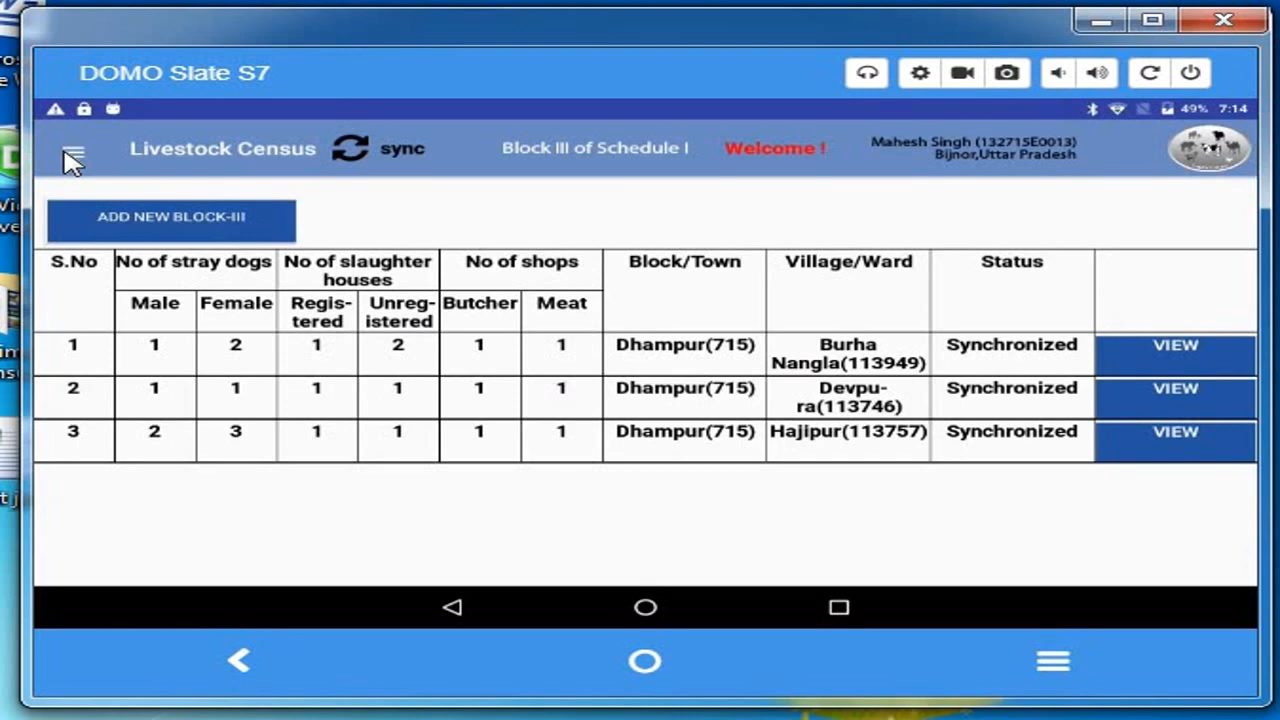 DOMO Slate S7
49% 7:14
Livestock Census sync Block III of Schedule I Welcome ! Mahesh Singh (132715E0013)
Bijnor,Uttar Pradesh
ADD NEW BLOCK-III
S.No No of stray dogs No of slaughter houses No of shops Block/Town Village/Ward Status
Male Female Regis-tered Unreg-istered Butcher Meat
1 1 2 1 2 1 1 Dhampur(715) Burha Nangla(113949) Synchronized VIEW
2 1 1 1 1 1 1 Dhampur(715) Devpu-ra(113746) Synchronized VIEW
3 2 3 1 1 1 1 Dhampur(715) Hajipur(113757) Synchronized VIEW